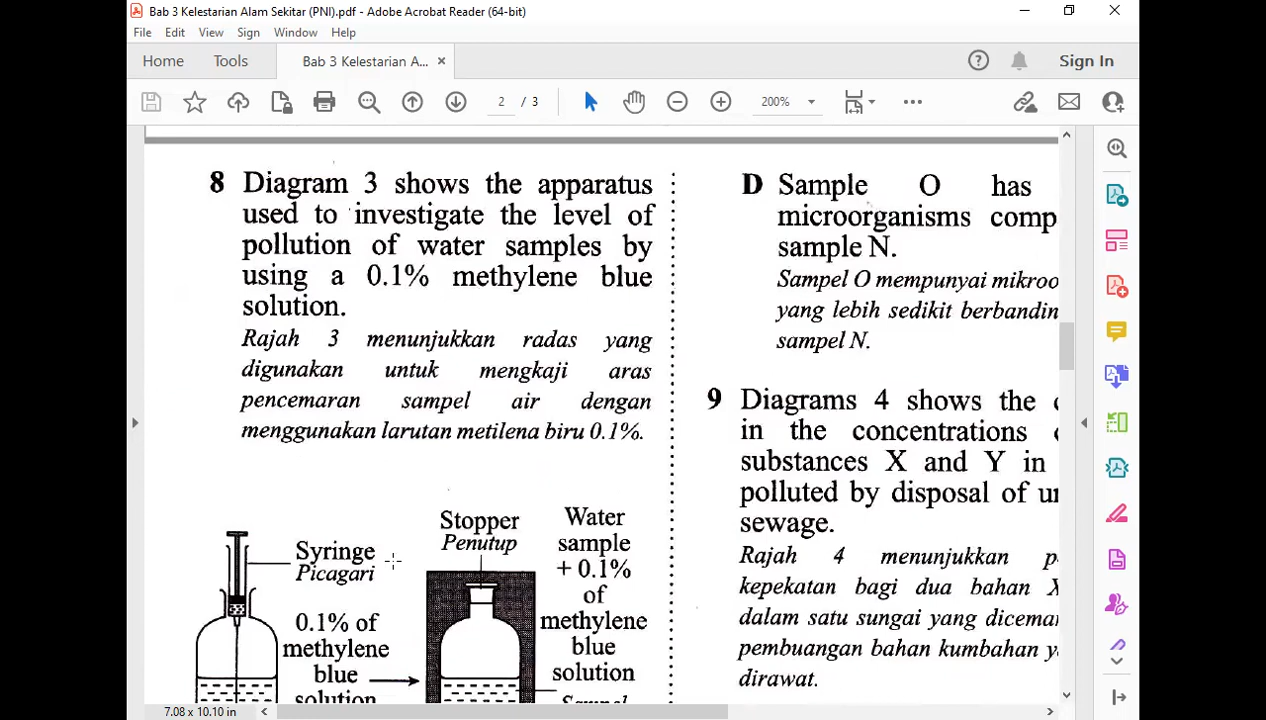 Bab 3 Kelestarian Alam Sekitar (PNI).pdf - Adobe Acrobat Reader (64-bit)
File Edit View Sign Window Help
Home Tools Bab 3 Kelestarian A... × Sign In
2 / 3 200%
8 Diagram 3 shows the apparatus
used to investigate the level of
pollution of water samples by
using a 0.1% methylene blue
solution.
Rajah 3 menunjukkan radas yang
digunakan untuk mengkaji aras
pencemaran sampel air dengan
menggunakan larutan metilena biru 0.1%.
Syringe
Picagari
0.1% of
methylene
blue
solution
Stopper
Penutup
Water
sample
+ 0.1%
of
methylene
blue
solution
Sampel
D Sample O has
microorganisms comp
sample N.
Sampel O mempunyai mikroo
yang lebih sedikit berbandin
sampel N.
9 Diagrams 4 shows the
in the concentrations
substances X and Y in
polluted by disposal of un
sewage.
Rajah 4 menunjukkan p
kepekatan bagi dua bahan X
dalam satu sungai yang dicemar
pembuangan bahan kumbahan y
dirawat.
7.08 x 10.10 in